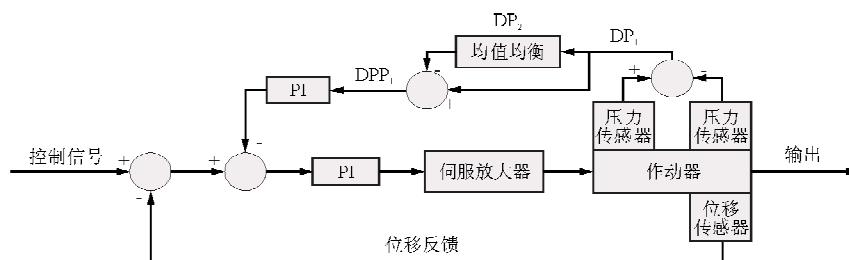 DP₂
均值均衡
DP₁
-
DPP₁
+
PI
+
-
压力
传感器
压力
传感器
-
控制信号
+
+
PI
伺服放大器
作动器
输出
-
位移
传感器
位移反馈